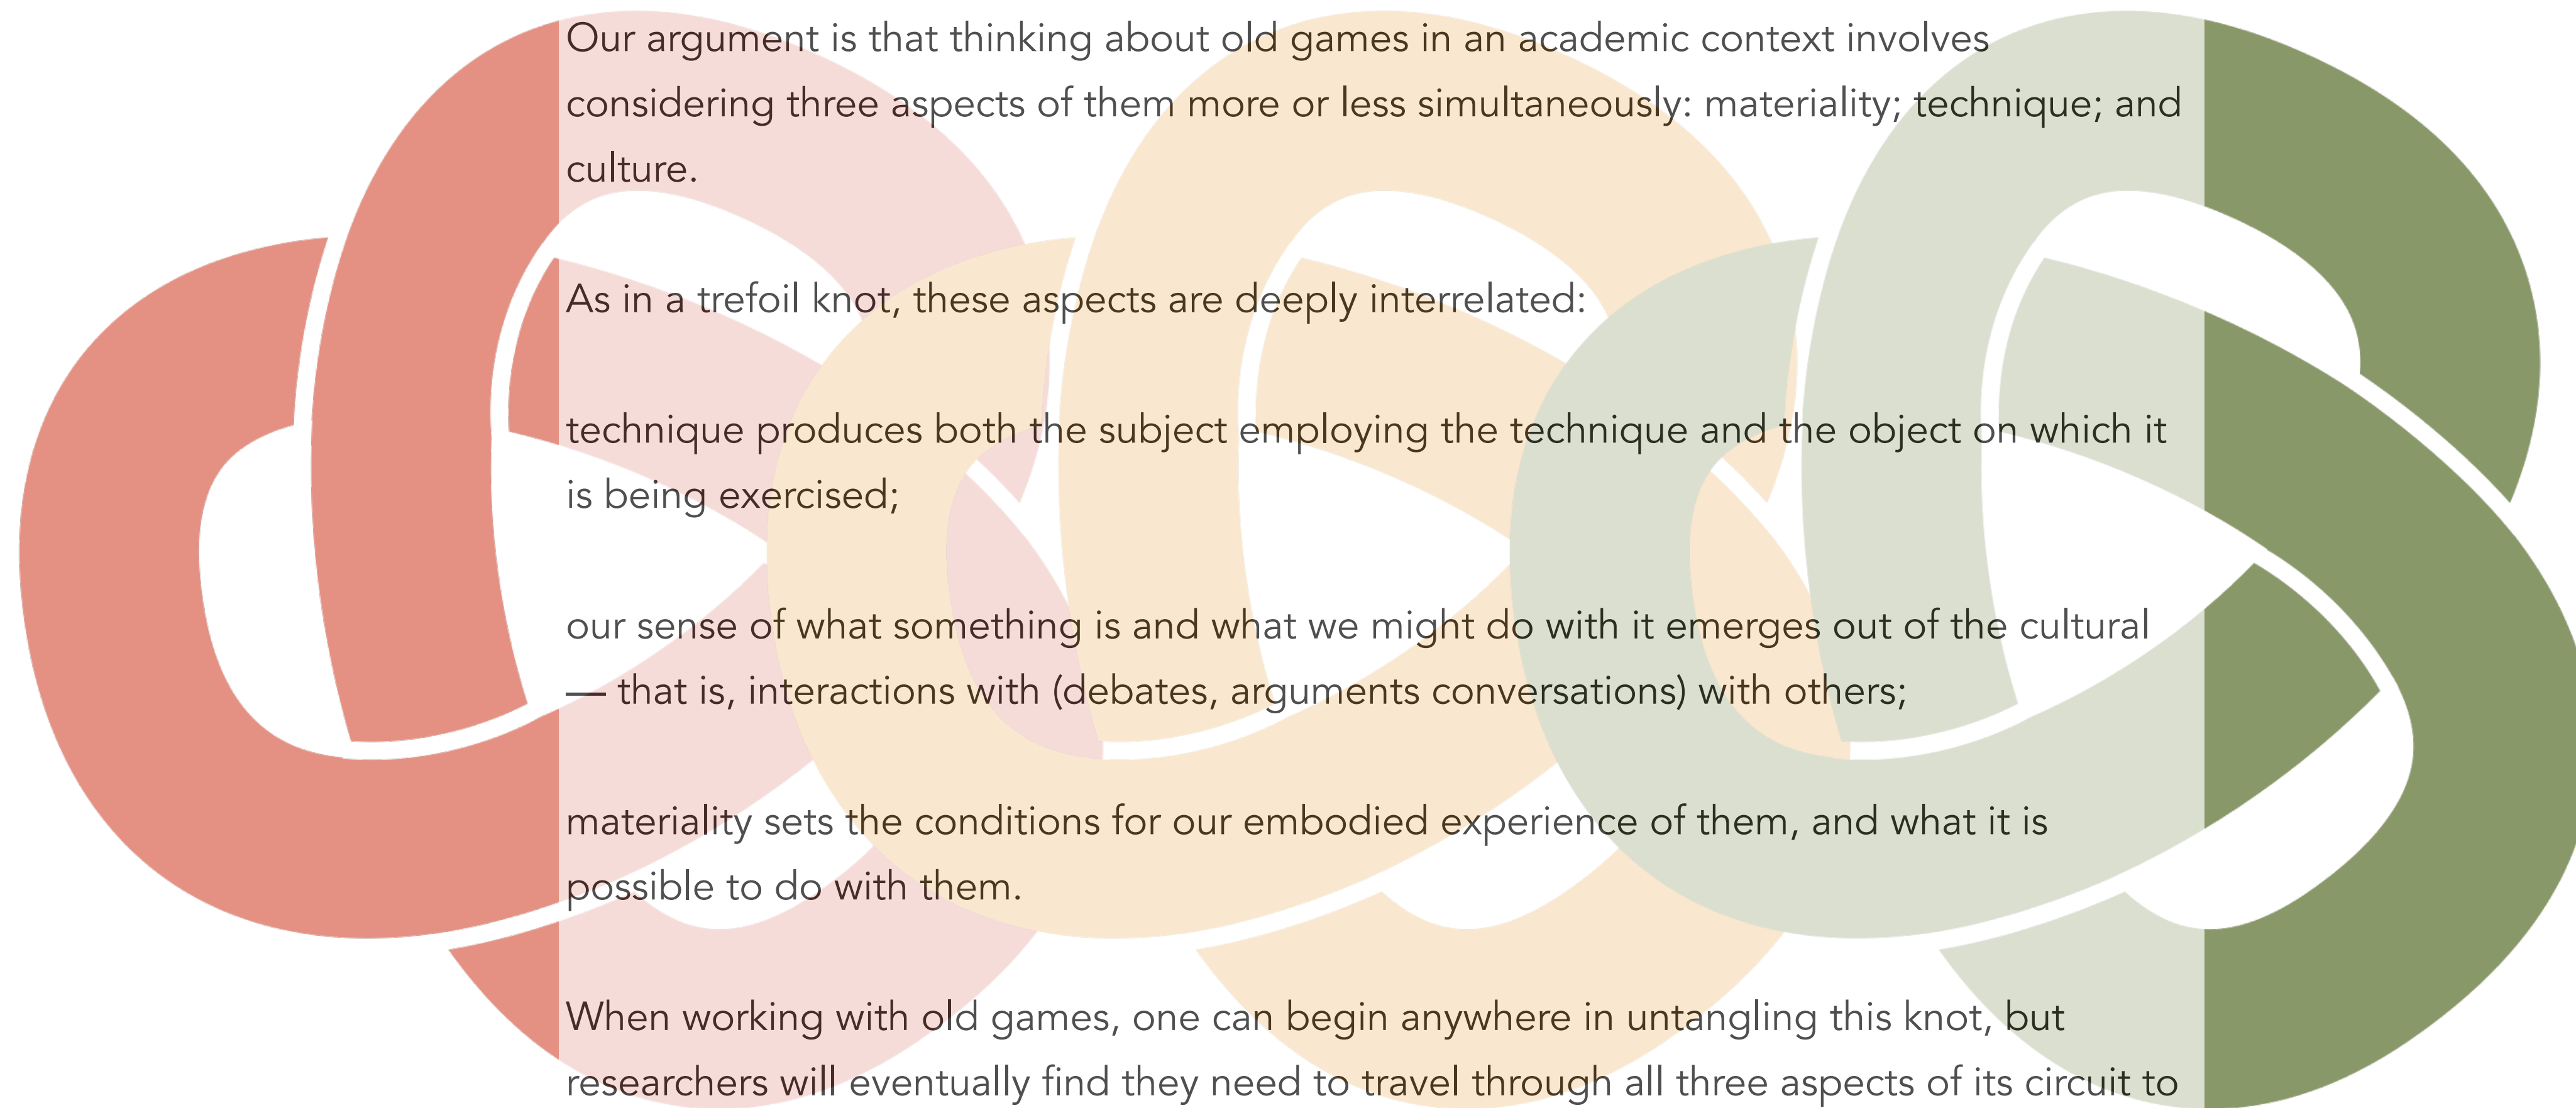 Our argument is that thinking about old games in an academic context involves
considering three aspects of them more or less simultaneously: materiality; technique; and
culture.
As in a trefoil knot, these aspects are deeply interrelated:
technique produces both the subject employing the technique and the object on which it
is being exercised;
our sense of what something is and what we might do with it emerges out of the cultural
— that is, interactions with (debates, arguments conversations) with others;
materiality sets the conditions for our embodied experience of them, and what it is
possible to do with them.
When working with old games, one can begin anywhere in untangling this knot, but
researchers will eventually find they need to travel through all three aspects of its circuit to